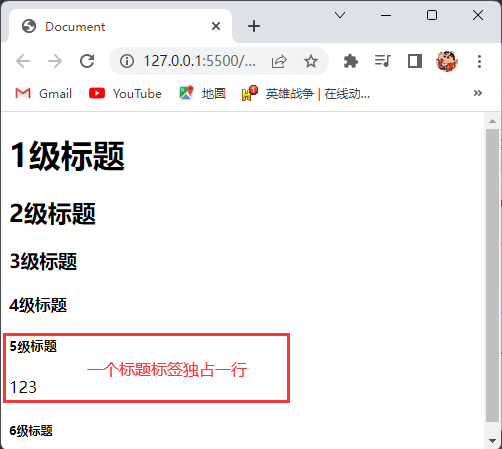 Document
127.0.0.1:5500/...
Gmail
YouTube
地图
英雄战争 | 在线动...
1级标题
2级标题
3级标题
4级标题
5级标题
一个标题标签独占一行
123
6级标题